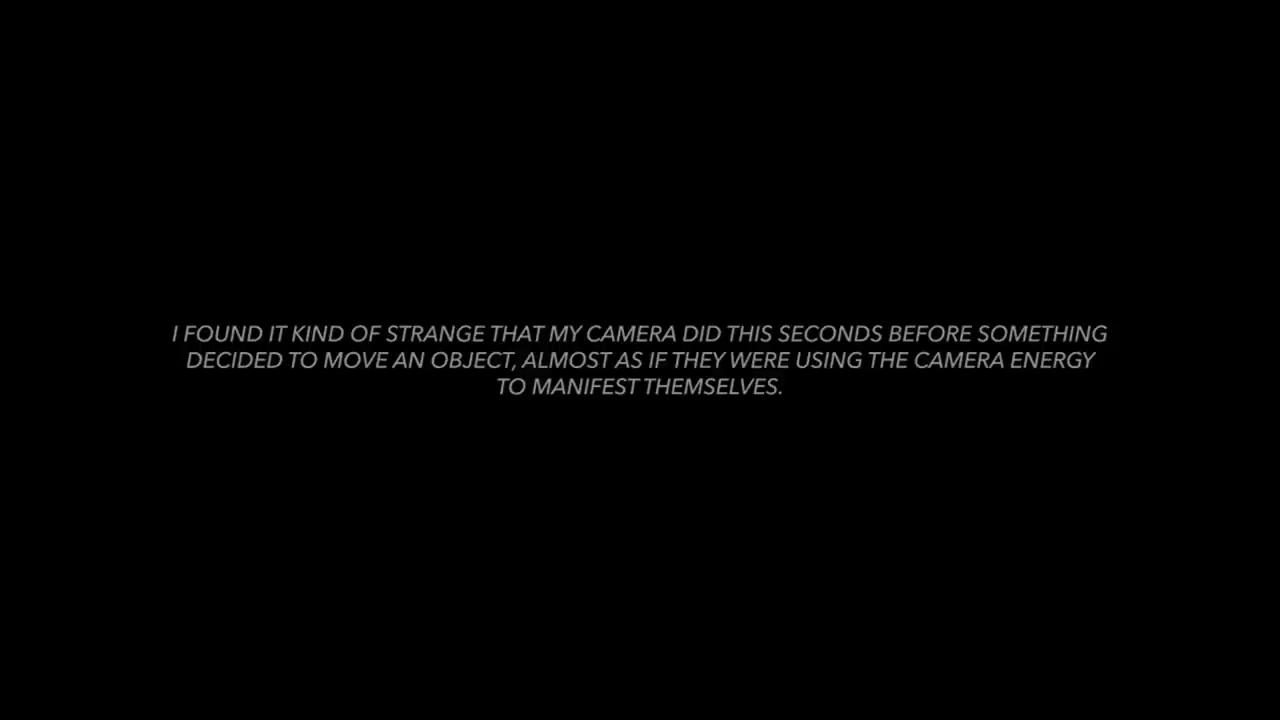 I FOUND IT KIND OF STRANGE THAT MY CAMERA DID THIS SECONDS BEFORE SOMETHING
DECIDED TO MOVE AN OBJECT, ALMOST AS IF THEY WERE USING THE CAMERA ENERGY
TO MANIFEST THEMSELVES.